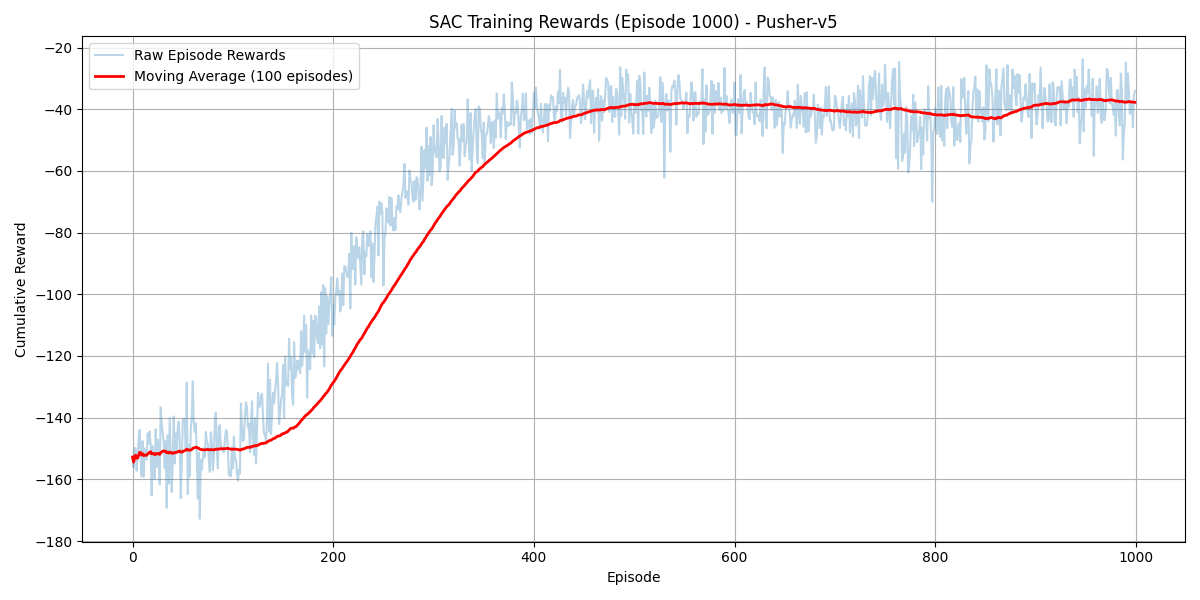 SAC Training Rewards (Episode 1000) - Pusher-v5
Raw Episode Rewards
Moving Average (100 episodes)
Cumulative Reward
−20
−40
−60
−80
−100
−120
−140
−160
−180
0 200 400 600 800 1000
Episode